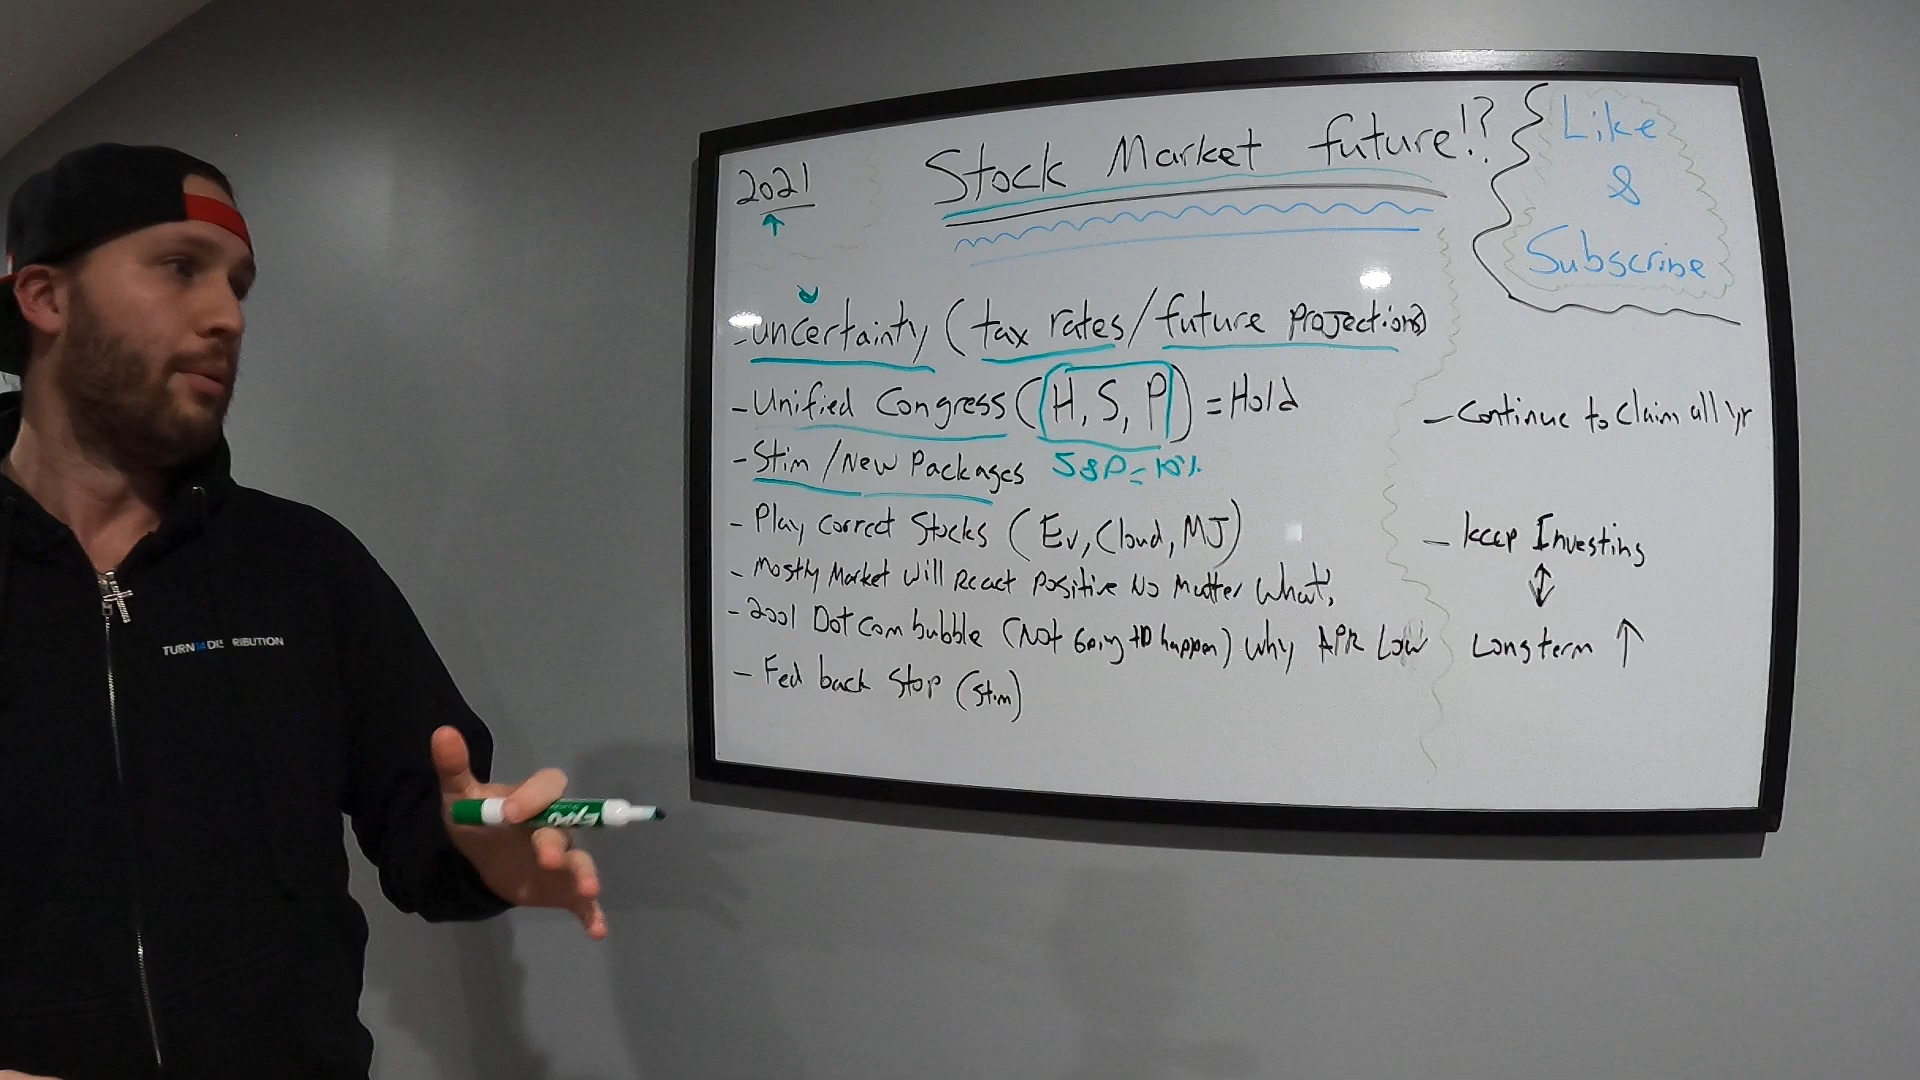 2021
Stock Market future!?
Like
&
Subscribe
- uncertainty (tax rates/future projections)
- Unified Congress (H, S, P) = Hold
- Stim / New Packages S&P = 10%
- Play correct Stocks (Ev, Cloud, MJ)
- Mostly Market will React positive No Matter what,
- 2001 Dot com bubble (Not Going to happen) why APR Low
- Fed back stop (stim)
- Continue to Claim all yr
- keep Investing
Long term
TURN14 DIS RIBUTION
EXPO